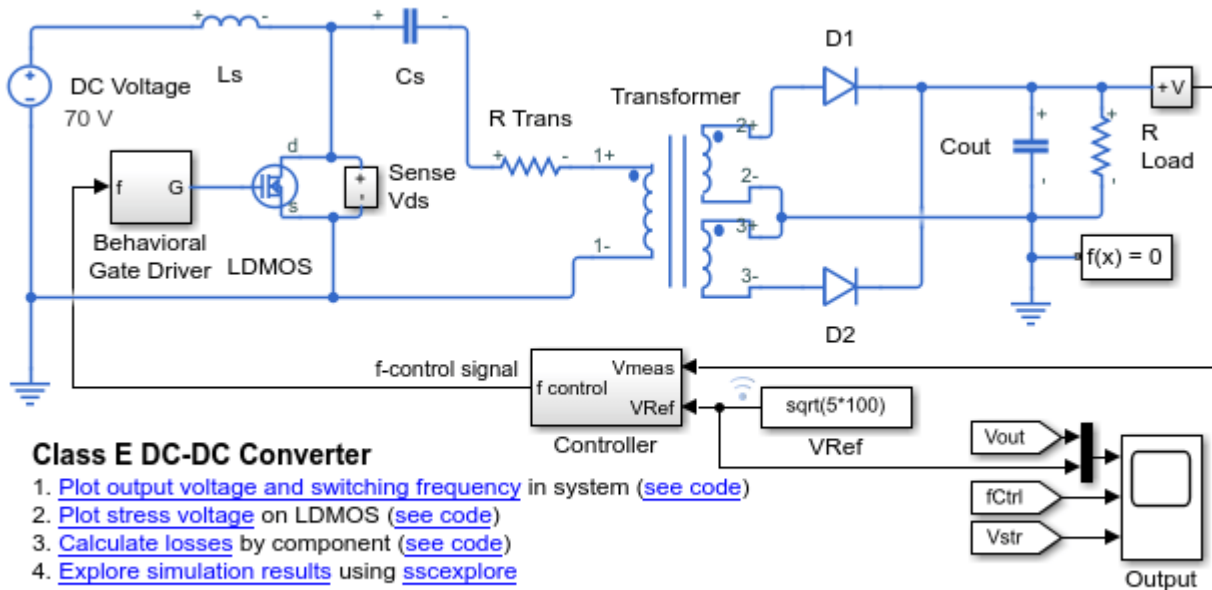 +
-
+
-
D1
+
-
DC Voltage
70 V
Ls
Cs
Transformer
+V
R Trans
2+
+
+
d
+
-
1+
Cout
R
Load
f
G
+
-
Sense
Vds
2-
-
-
s
3+
Behavioral
Gate Driver
LDMOS
1-
f(x) = 0
3-
D2
f-control signal
Vmeas
f control
VRef
sqrt(5*100)
Controller
VRef
Vout
Class E DC-DC Converter
1. Plot output voltage and switching frequency in system (see code)
2. Plot stress voltage on LDMOS (see code)
3. Calculate losses by component (see code)
4. Explore simulation results using sscexplore
fCtrl
Vstr
Output